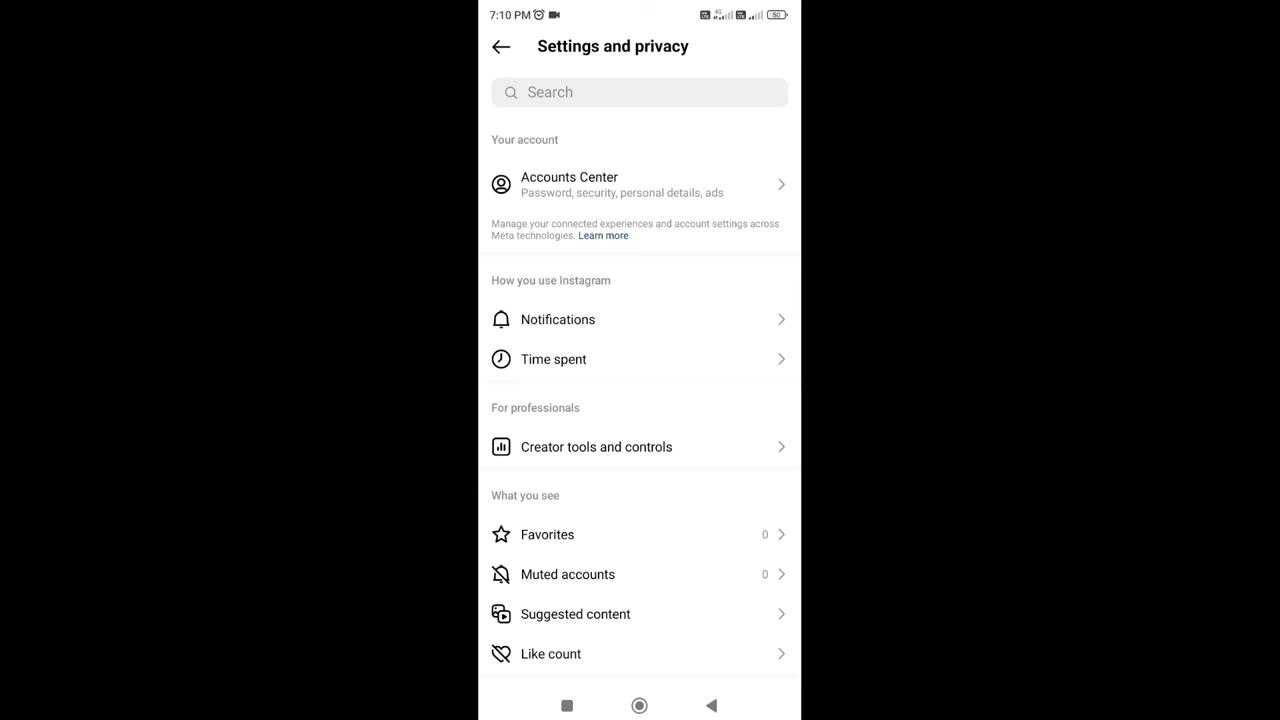 7:10 PM
4G
50
Settings and privacy
Search
Your account
Accounts Center
Password, security, personal details, ads
Manage your connected experiences and account settings across
Meta technologies. Learn more
How you use Instagram
Notifications
Time spent
For professionals
Creator tools and controls
What you see
Favorites 0
Muted accounts 0
Suggested content
Like count